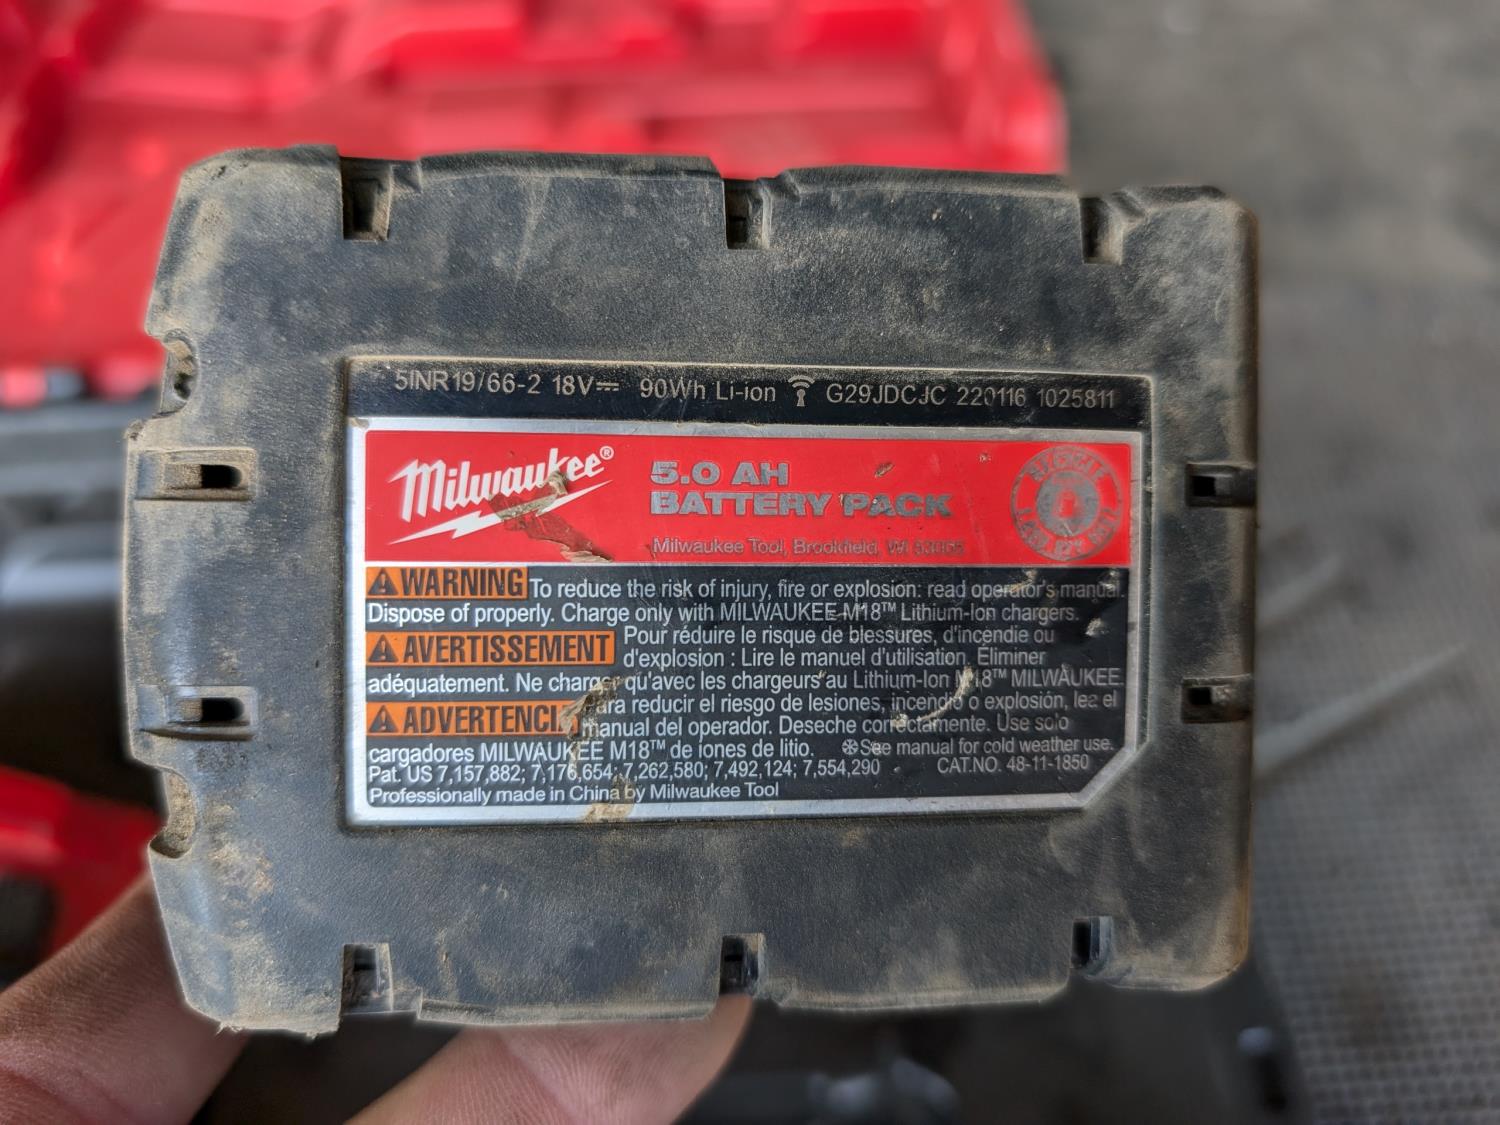 5INR19/66-2 18V⎓ 90Wh Li-ion G29JDCJC 220116 1025811
Milwaukee®
5.0 AH
BATTERY PACK
Milwaukee Tool, Brookfield, WI 53005
RECYCLE
⚠WARNING To reduce the risk of injury, fire or explosion: read operator's manual.
Dispose of properly. Charge only with MILWAUKEE M18™ Lithium-Ion chargers.
⚠AVERTISSEMENT Pour réduire le risque de blessures, d'incendie ou
d'explosion : Lire le manuel d'utilisation. Éliminer
adéquatement. Ne charger qu'avec les chargeurs au Lithium-Ion M18™ MILWAUKEE.
⚠ADVERTENCIA Para reducir el riesgo de lesiones, incendio o explosión, lea el
manual del operador. Deseche correctamente. Use solo
cargadores MILWAUKEE M18™ de iones de litio. ❄See manual for cold weather use.
Pat. US 7,157,882; 7,176,654; 7,262,580; 7,492,124; 7,554,290 CAT.NO. 48-11-1850
Professionally made in China by Milwaukee Tool